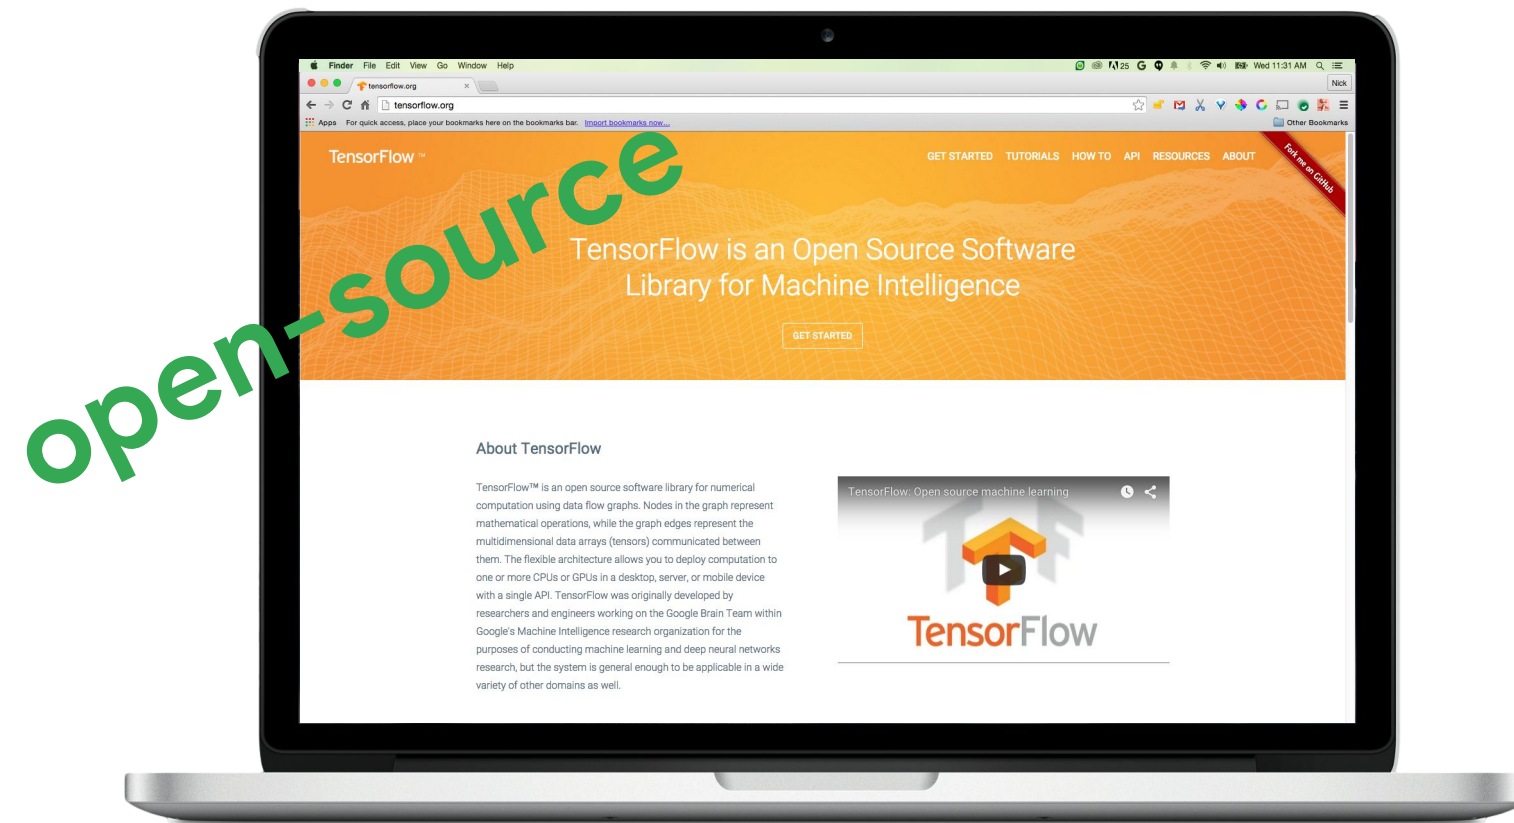 Finder File Edit View Go Window Help
25
Wed 11:31 AM
tensorflow.org
Nick
tensorflow.org
Apps For quick access, place your bookmarks here on the bookmarks bar. Import bookmarks now...
Other Bookmarks
TensorFlow ™
GET STARTED TUTORIALS HOW TO API RESOURCES ABOUT
Fork me on GitHub
open-source
TensorFlow is an Open Source Software
Library for Machine Intelligence
GET STARTED
About TensorFlow
TensorFlow™ is an open source software library for numerical
computation using data flow graphs. Nodes in the graph represent
mathematical operations, while the graph edges represent the
multidimensional data arrays (tensors) communicated between
them. The flexible architecture allows you to deploy computation to
one or more CPUs or GPUs in a desktop, server, or mobile device
with a single API. TensorFlow was originally developed by
researchers and engineers working on the Google Brain Team within
Google's Machine Intelligence research organization for the
purposes of conducting machine learning and deep neural networks
research, but the system is general enough to be applicable in a wide
variety of other domains as well.
TensorFlow: Open source machine learning
TF
TensorFlow